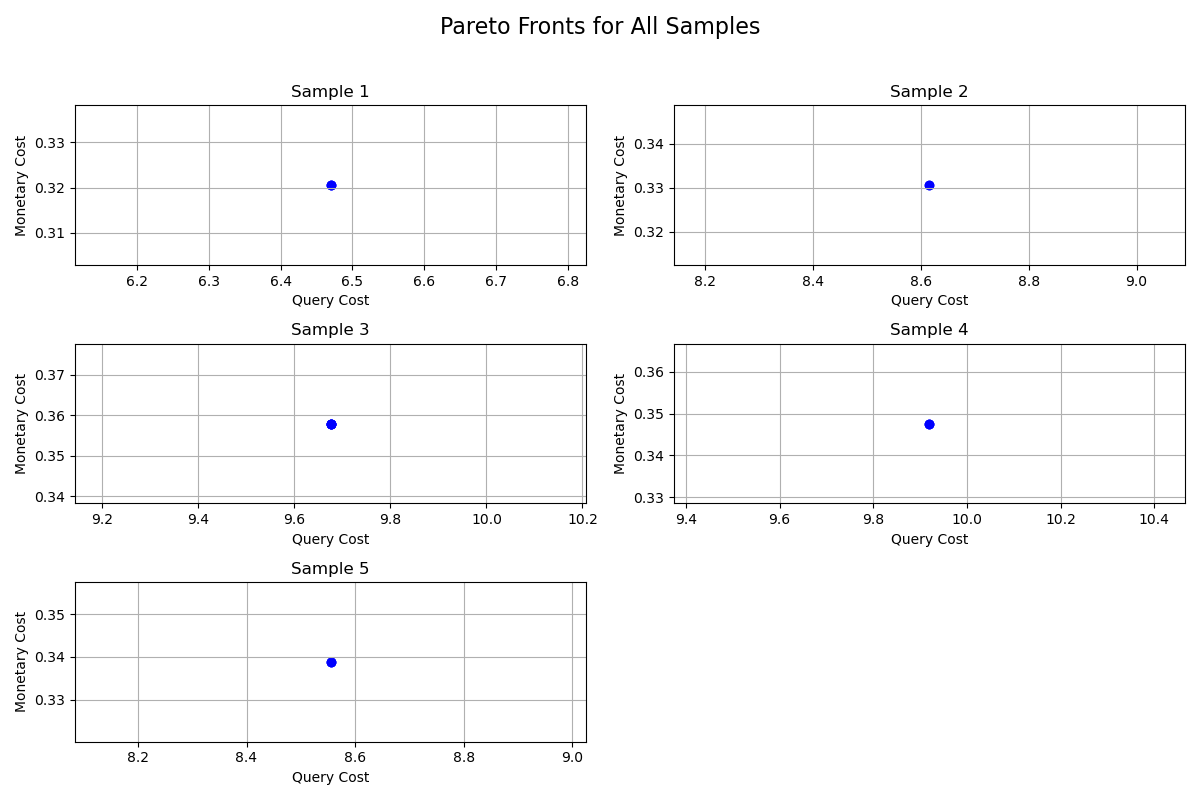 Pareto Fronts for All Samples
Sample 1
Monetary Cost
0.33
0.32
0.31
6.2 6.3 6.4 6.5 6.6 6.7 6.8
Query Cost
Sample 2
Monetary Cost
0.34
0.33
0.32
8.2 8.4 8.6 8.8 9.0
Query Cost
Sample 3
Monetary Cost
0.37
0.36
0.35
0.34
9.2 9.4 9.6 9.8 10.0 10.2
Query Cost
Sample 4
Monetary Cost
0.36
0.35
0.34
0.33
9.4 9.6 9.8 10.0 10.2 10.4
Query Cost
Sample 5
Monetary Cost
0.35
0.34
0.33
8.2 8.4 8.6 8.8 9.0
Query Cost